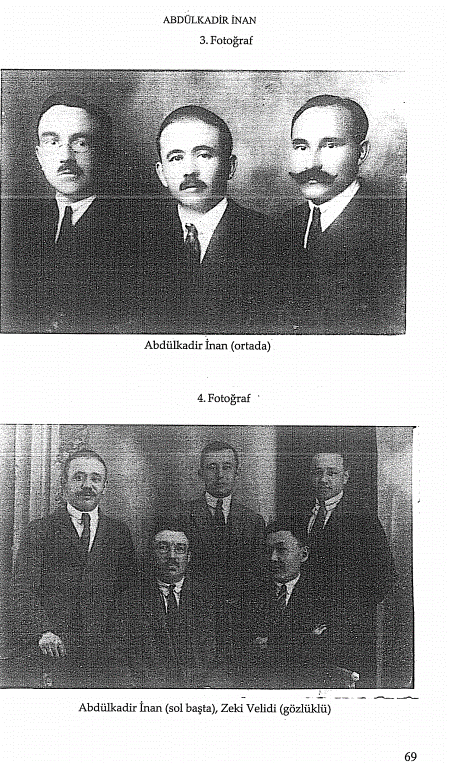 ABDÜLKADİR İNAN
3. Fotoğraf
Abdülkadir İnan (ortada)
4. Fotoğraf
Abdülkadir İnan (sol başta), Zeki Velidi (gözlüklü)
69